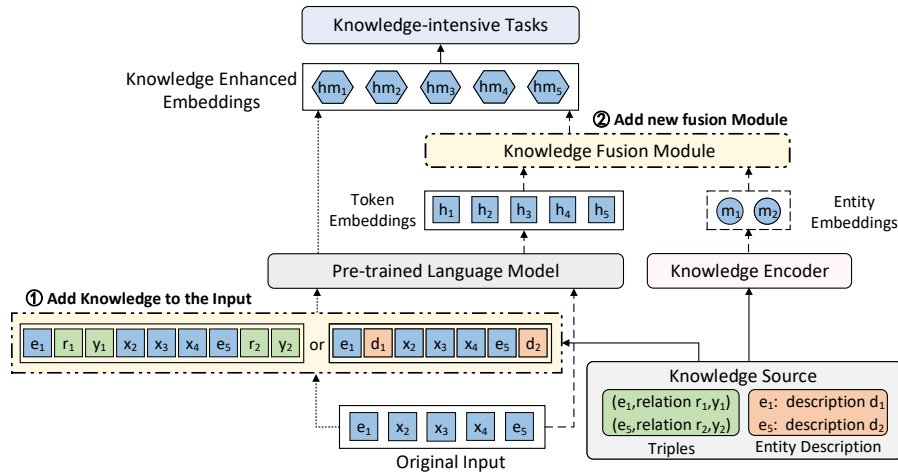 Knowledge-intensive Tasks
Knowledge Enhanced
Embeddings
hm₁ hm₂ hm₃ hm₄ hm₅
② Add new fusion Module
Knowledge Fusion Module
Token
Embeddings
h₁ h₂ h₃ h₄ h₅
m₁ m₂
Entity
Embeddings
Pre-trained Language Model
Knowledge Encoder
① Add Knowledge to the Input
e₁ r₁ y₁ x₂ x₃ x₄ e₅ r₂ y₂ or e₁ d₁ x₂ x₃ x₄ e₅ d₂
Knowledge Source
(e₁,relation r₁,y₁)
(e₅,relation r₂,y₂)
Triples
e₁: description d₁
e₅: description d₂
Entity Description
e₁ x₂ x₃ x₄ e₅
Original Input